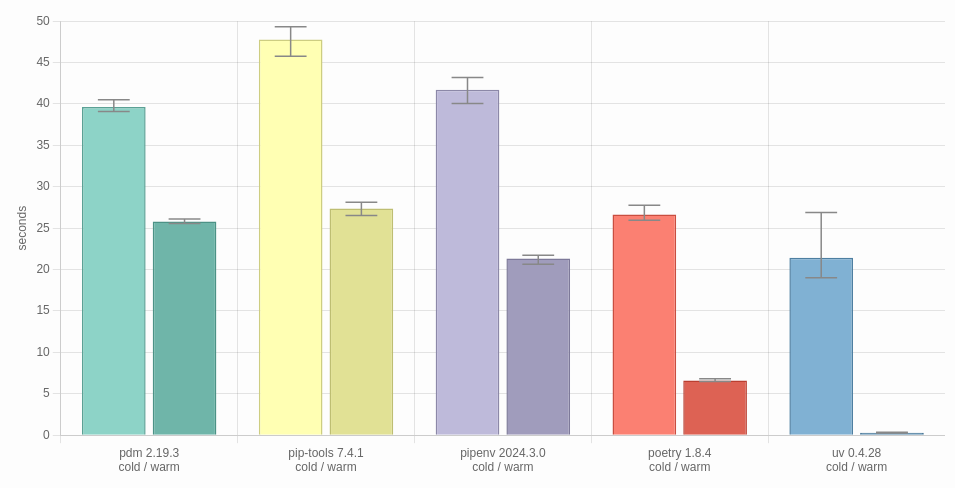 50
45
40
35
30
25
20
15
10
5
0
seconds
pdm 2.19.3
cold / warm
pip-tools 7.4.1
cold / warm
pipenv 2024.3.0
cold / warm
poetry 1.8.4
cold / warm
uv 0.4.28
cold / warm